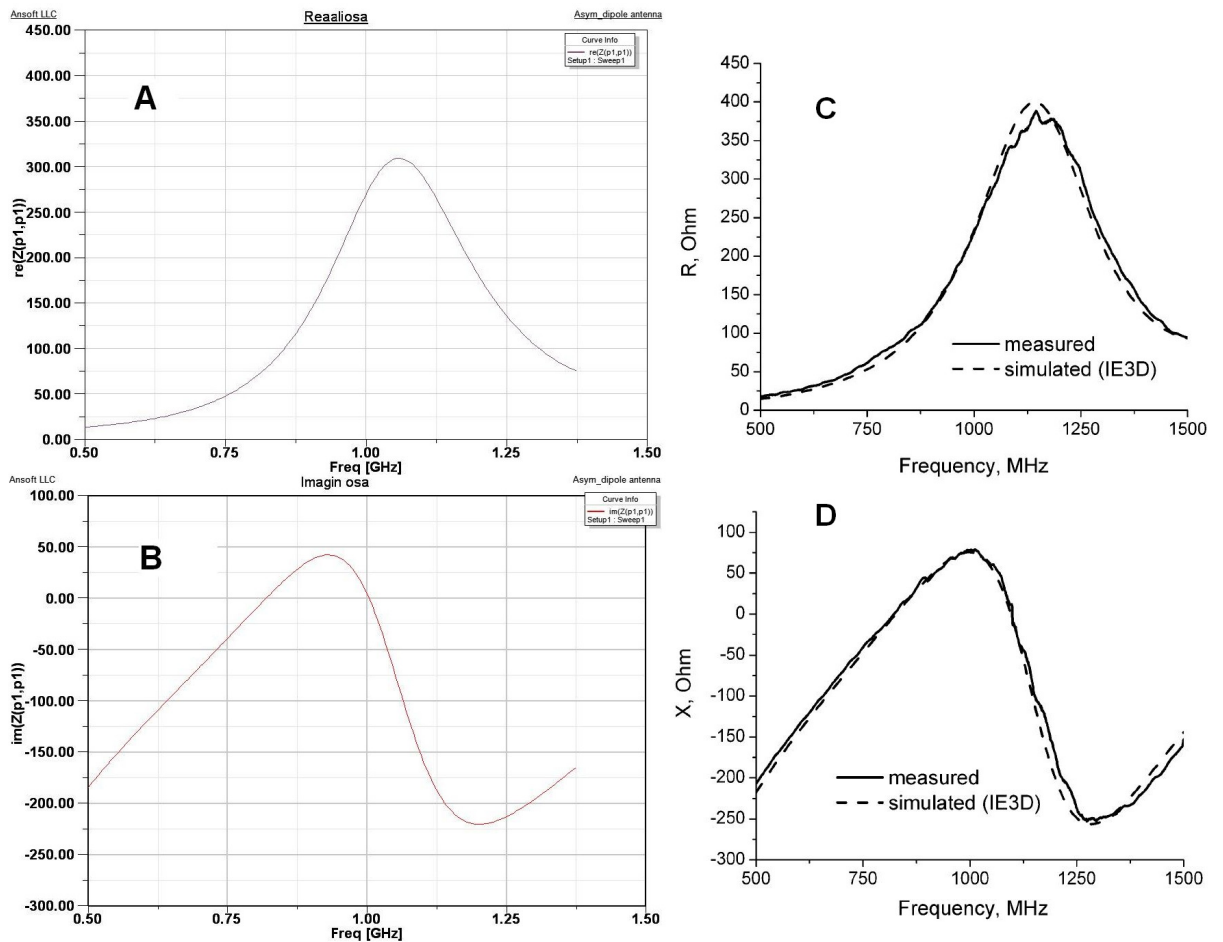 Ansoft LLC
Reaaliosa
Asym_dipole antenna
Curve Info
re(Z(p1,p1))
Setup1 : Sweep1
A
450.00
400.00
350.00
300.00
250.00
200.00
150.00
100.00
50.00
0.00
re(Z(p1,p1))
0.50
0.75
1.00
1.25
1.50
Freq [GHz]
Ansoft LLC
Imagin osa
Asym_dipole antenna
Curve Info
im(Z(p1,p1))
Setup1 : Sweep1
B
100.00
50.00
0.00
-50.00
-100.00
-150.00
-200.00
-250.00
-300.00
im(Z(p1,p1))
0.50
0.75
1.00
1.25
1.50
Freq [GHz]
C
450
400
350
300
250
200
150
100
50
0
R, Ohm
measured
simulated (IE3D)
500
750
1000
1250
1500
Frequency, MHz
D
100
50
0
-50
-100
-150
-200
-250
-300
X, Ohm
measured
simulated (IE3D)
500
750
1000
1250
1500
Frequency, MHz